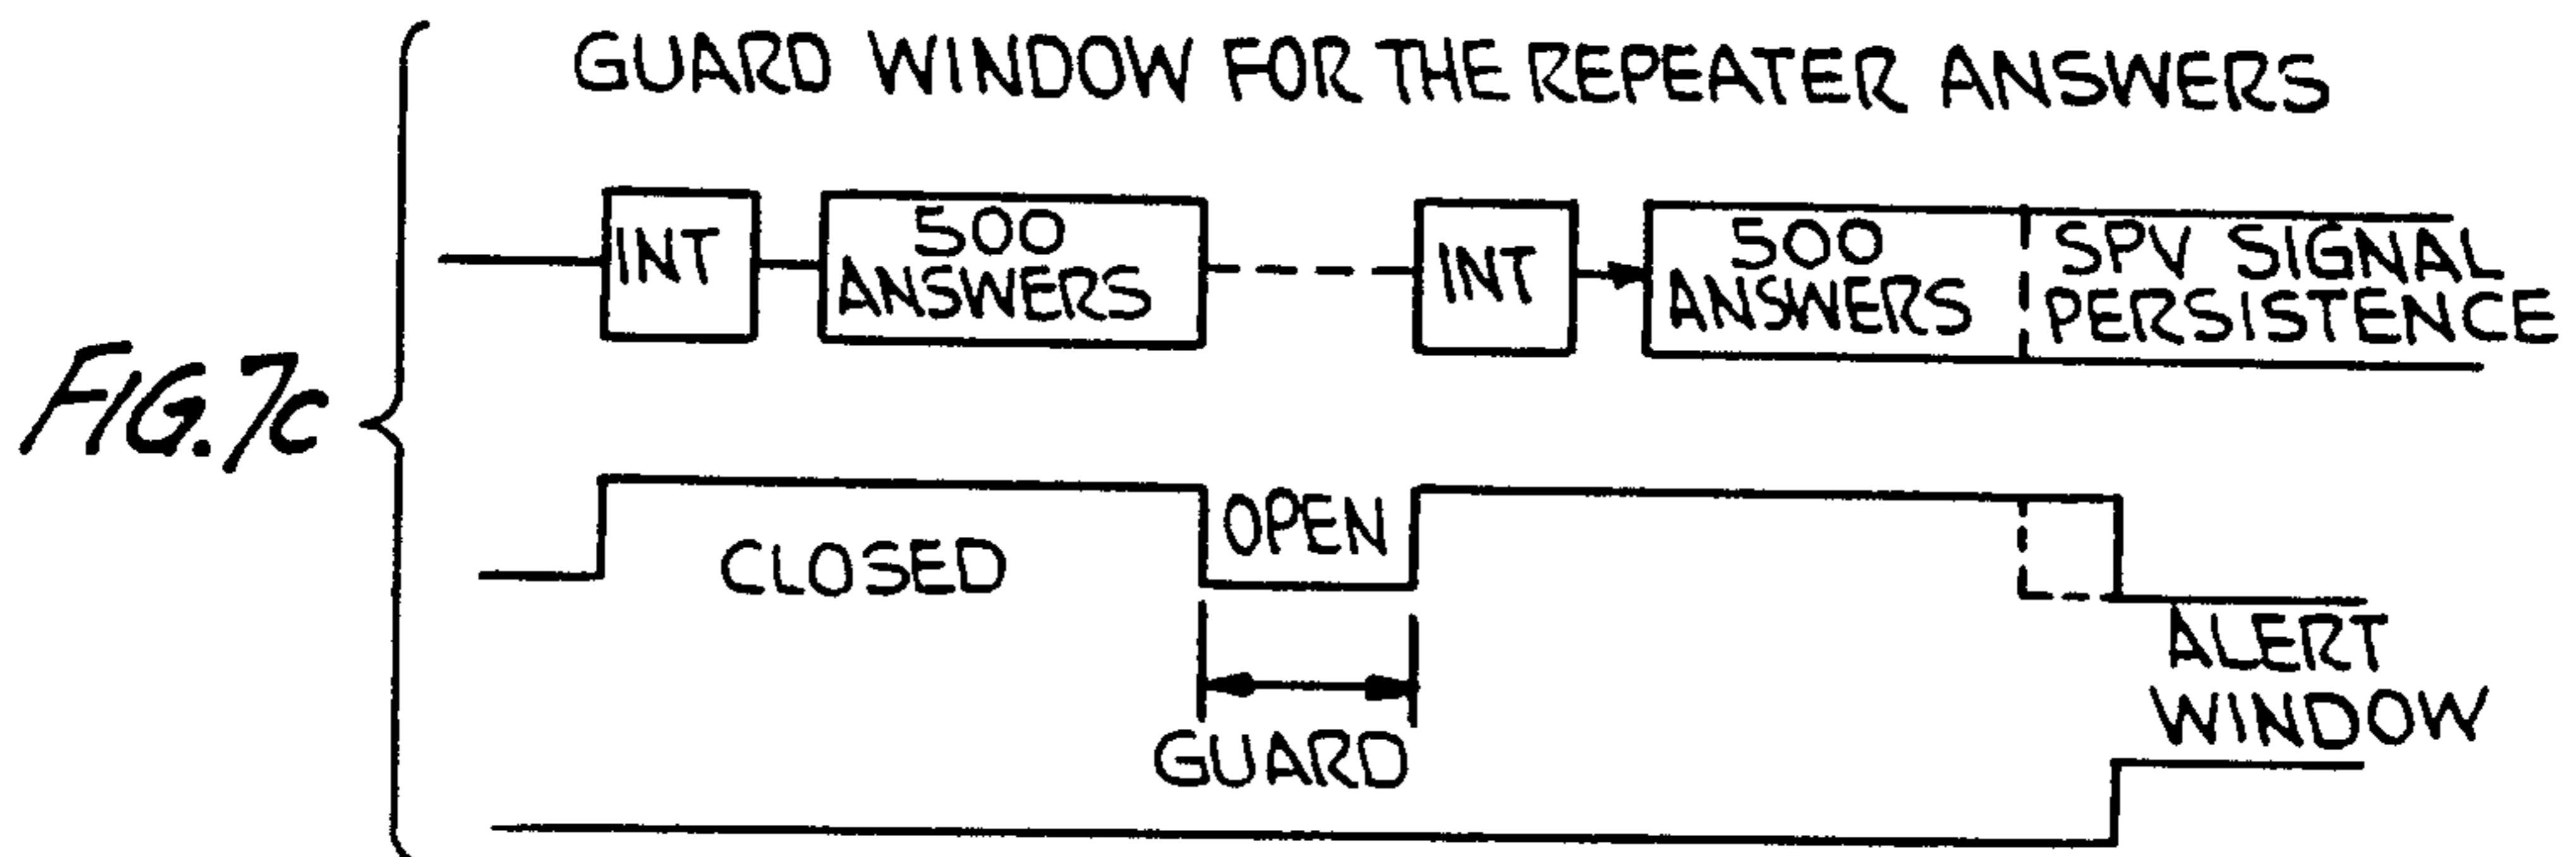 GUARD WINDOW FOR THE REPEATER ANSWERS
INT
500
ANSWERS
INT
500
ANSWERS
SPV SIGNAL
PERSISTENCE
FIG. 7c
CLOSED
OPEN
GUARD
ALERT
WINDOW